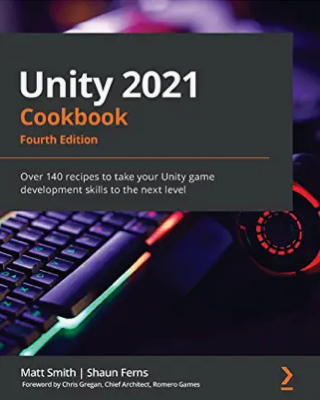 Unity 2021
Cookbook
Fourth Edition
Over 140 recipes to take your Unity game
development skills to the next level
Matt Smith | Shaun Ferns
Foreword by Chris Gregan, Chief Architect, Romero Games